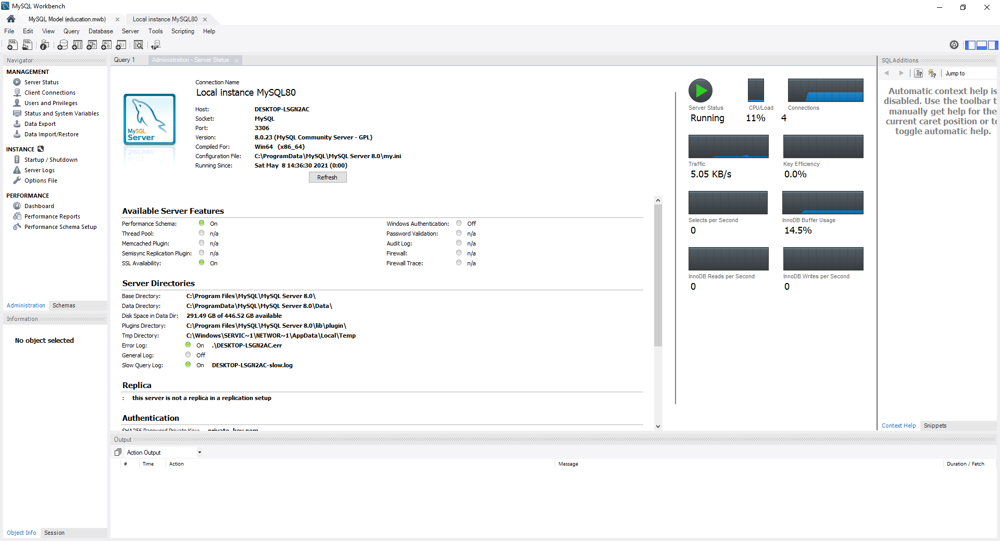 MySQL Workbench
MySQL Model (education.mwb)
Local instance MySQL80
File Edit View Query Database Server Tools Scripting Help
Navigator
MANAGEMENT
Server Status
Client Connections
Users and Privileges
Status and System Variables
Data Export
Data Import/Restore
INSTANCE
Startup / Shutdown
Server Logs
Options File
PERFORMANCE
Dashboard
Performance Reports
Performance Schema Setup
Administration Schemas
Information
No object selected
Object Info Session
Query 1 Administration - Server Status
MySQL
Server
Connection Name
Local instance MySQL80
Host: DESKTOP-LSGN2AC
Socket: MySQL
Port: 3306
Version: 8.0.23 (MySQL Community Server - GPL)
Compiled For: Win64 (x86_64)
Configuration File: C:\ProgramData\MySQL\MySQL Server 8.0\my.ini
Running Since: Sat May 8 14:36:30 2021 (0:00)
Refresh
Available Server Features
Performance Schema: On Windows Authentication: Off
Thread Pool: n/a Password Validation: n/a
Memcached Plugin: n/a Audit Log: n/a
Semisync Replication Plugin: n/a Firewall: n/a
SSL Availability: On Firewall Trace: n/a
Server Directories
Base Directory: C:\Program Files\MySQL\MySQL Server 8.0\
Data Directory: C:\ProgramData\MySQL\MySQL Server 8.0\Data\
Disk Space in Data Dir: 291.49 GB of 446.52 GB available
Plugins Directory: C:\Program Files\MySQL\MySQL Server 8.0\lib\plugin\
Tmp Directory: C:\Windows\SERVIC~1\NETWOR~1\AppData\Local\Temp
Error Log: On .\DESKTOP-LSGN2AC.err
General Log: Off
Slow Query Log: On DESKTOP-LSGN2AC-slow.log
Replica
: this server is not a replica in a replication setup
Authentication
SHA256 Password Private Key: private_key.pem
Server Status CPU/Load Connections
Running 11% 4
Traffic Key Efficiency
5.05 KB/s 0.0%
Selects per Second InnoDB Buffer Usage
0 14.5%
InnoDB Reads per Second InnoDB Writes per Second
0 0
SQLAdditions
Jump to
Automatic context help is
disabled. Use the toolbar t
manually get help for the
current caret position or to
toggle automatic help.
Context Help Snippets
Output
Action Output
# Time Action Message Duration / Fetch